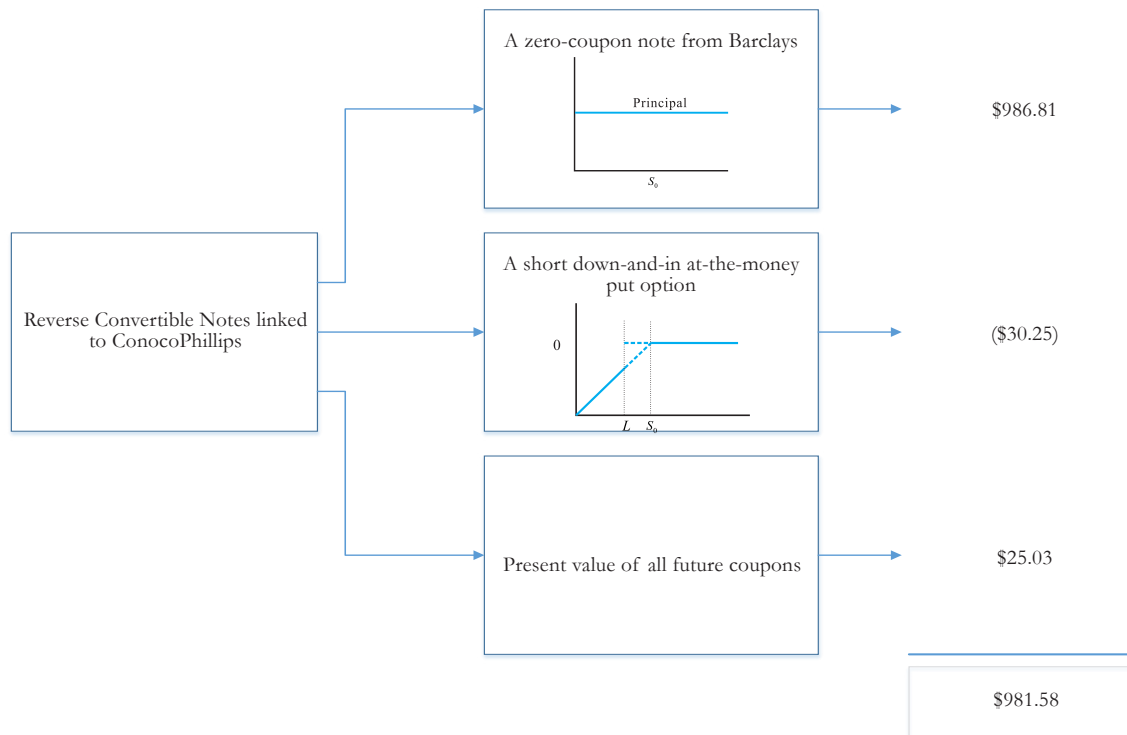 A zero-coupon note from Barclays
Principal
S₀
$986.81
Reverse Convertible Notes linked
to ConocoPhillips
A short down-and-in at-the-money
put option
0
L S₀
($30.25)
Present value of all future coupons
$25.03
$981.58